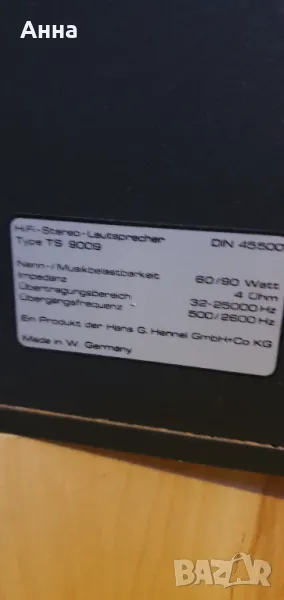 Анна
HiFi-Stereo-Lautsprecher DIN 45500
Type TS 9009
Nenn-/Musikbelastbarkeit 60/90 Watt
Impedanz 4 Ohm
Übertragungsbereich 32-25000 Hz
Übergangsfrequenz 500/2600 Hz
Ein Produkt der Hans G. Hennel GmbH+Co KG
Made in W. Germany
BAZAR